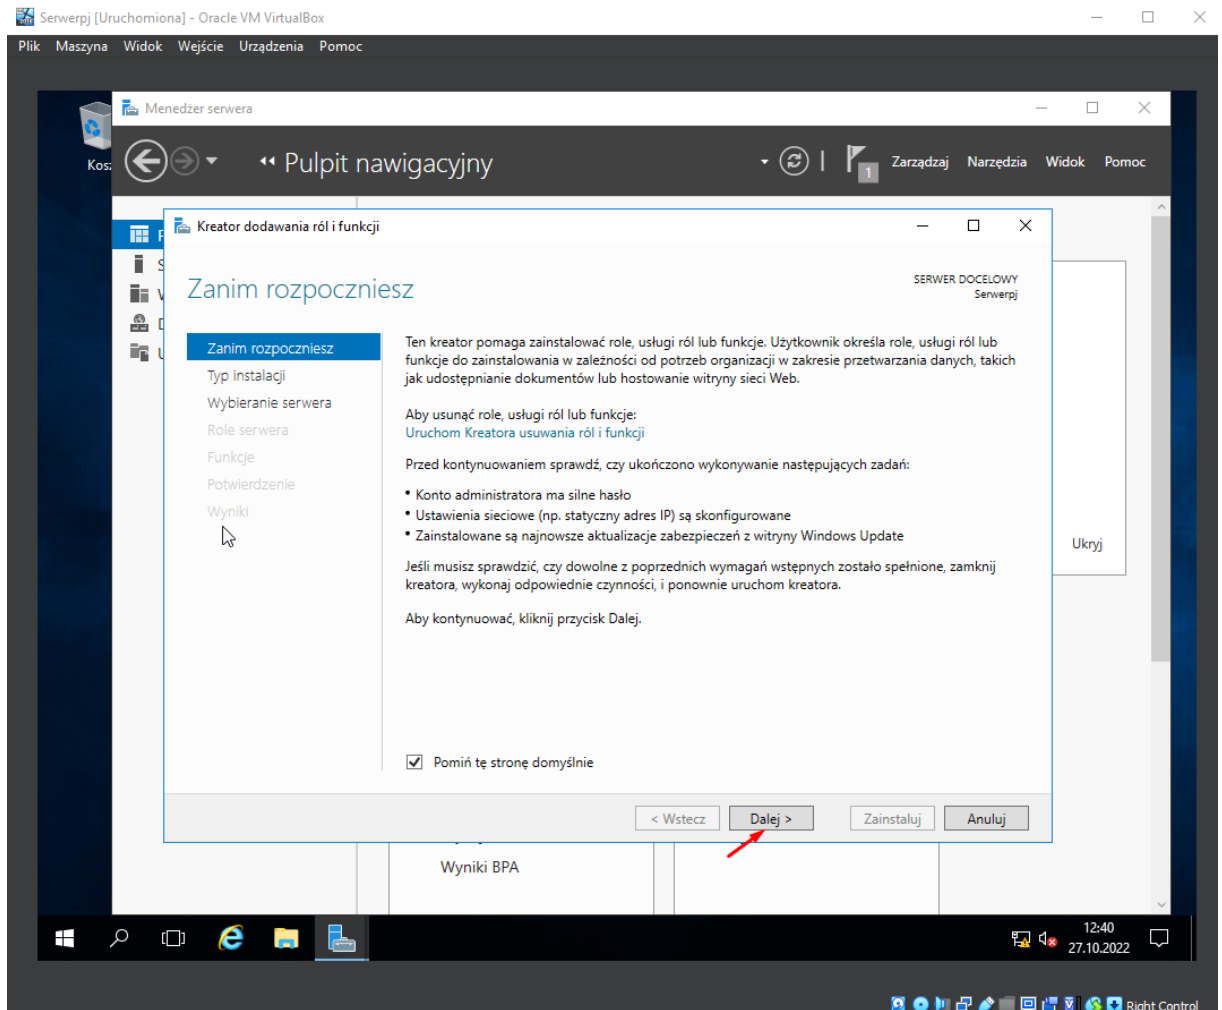 Serwerpj [Uruchomiona] - Oracle VM VirtualBox
Plik Maszyna Widok Wejście Urządzenia Pomoc
Menedżer serwera
Pulpit nawigacyjny
1
Zarządzaj Narzędzia Widok Pomoc
Kreator dodawania ról i funkcji
Zanim rozpoczniesz
SERWER DOCELOWY
Serwerpj
Zanim rozpoczniesz
Typ instalacji
Wybieranie serwera
Role serwera
Funkcje
Potwierdzenie
Wyniki
Ten kreator pomaga zainstalować role, usługi ról lub funkcje. Użytkownik określa role, usługi ról lub
funkcje do zainstalowania w zależności od potrzeb organizacji w zakresie przetwarzania danych, takich
jak udostępnianie dokumentów lub hostowanie witryny sieci Web.
Aby usunąć role, usługi ról lub funkcje:
Uruchom Kreatora usuwania ról i funkcji
Przed kontynuowaniem sprawdź, czy ukończono wykonywanie następujących zadań:
• Konto administratora ma silne hasło
• Ustawienia sieciowe (np. statyczny adres IP) są skonfigurowane
• Zainstalowane są najnowsze aktualizacje zabezpieczeń z witryny Windows Update
Jeśli musisz sprawdzić, czy dowolne z poprzednich wymagań wstępnych zostało spełnione, zamknij
kreatora, wykonaj odpowiednie czynności, i ponownie uruchom kreatora.
Aby kontynuować, kliknij przycisk Dalej.
Pomiń tę stronę domyślnie
< Wstecz Dalej > Zainstaluj Anuluj
Ukryj
Wyniki BPA
12:40
27.10.2022
Right Control